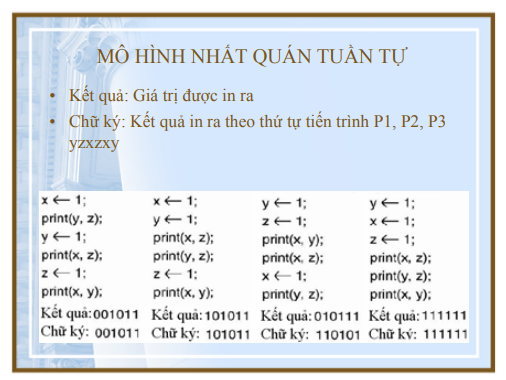 MÔ HÌNH NHẤT QUÁN TUẦN TỰ
• Kết quả: Giá trị được in ra
• Chữ ký: Kết quả in ra theo thứ tự tiến trình P1, P2, P3
yzxzxy
x ← 1; x ← 1; y ← 1; y ← 1;
print(y, z); y ← 1; z ← 1; x ← 1;
y ← 1; print(x, z); print(x, y); z ← 1;
print(x, z); print(y, z); print(x, z); print(x, z);
z ← 1; z ← 1; x ← 1; print(y, z);
print(x, y); print(x, y); print(y, z); print(x, y);
Kết quả:001011 Kết quả:101011 Kết quả:010111 Kết quả:111111
Chữ ký: 001011 Chữ ký: 101011 Chữ ký: 110101 Chữ ký: 111111